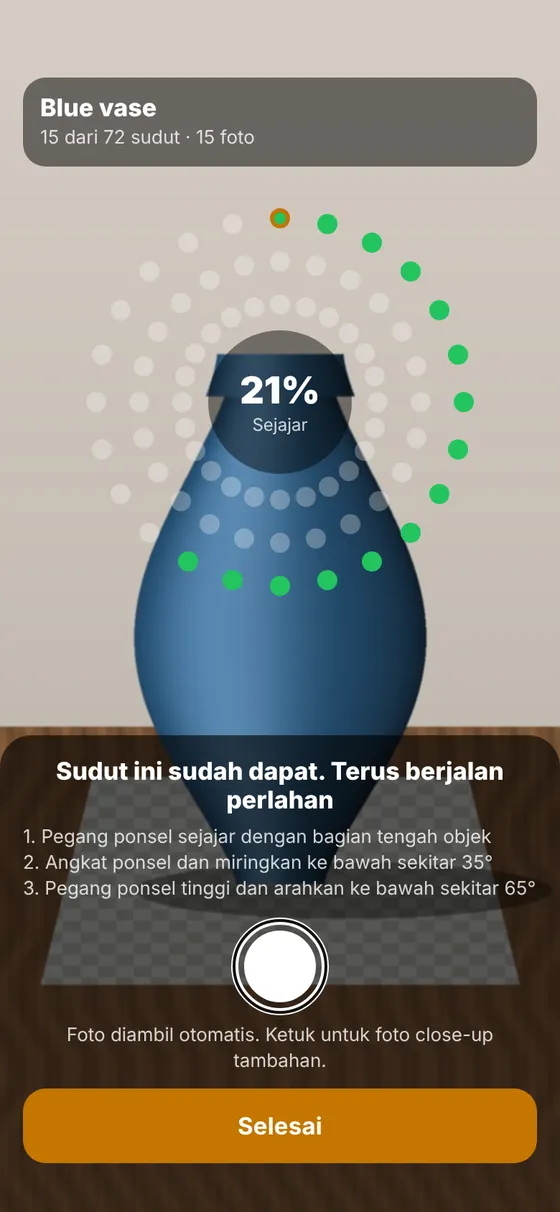 Blue vase
15 dari 72 sudut · 15 foto
21%
Sejajar
Sudut ini sudah dapat. Terus berjalan
perlahan
1. Pegang ponsel sejajar dengan bagian tengah objek
2. Angkat ponsel dan miringkan ke bawah sekitar 35°
3. Pegang ponsel tinggi dan arahkan ke bawah sekitar 65°
Foto diambil otomatis. Ketuk untuk foto close-up
tambahan.
Selesai